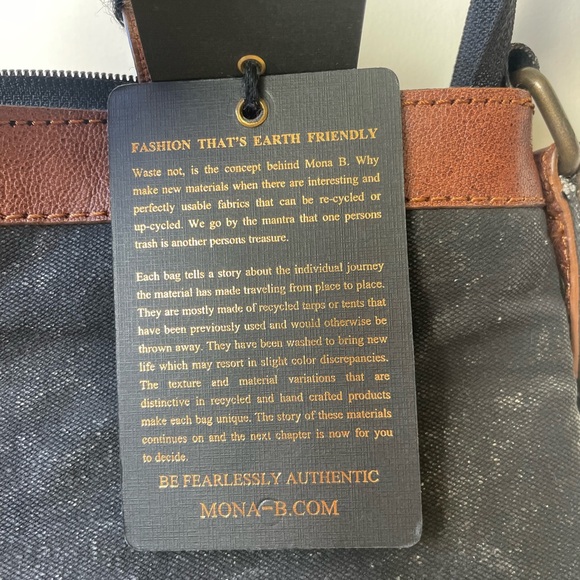 FASHION THAT'S EARTH FRIENDLY
Waste not, is the concept behind Mona B. Why
make new materials when there are interesting and
perfectly usable fabrics that can be re-cycled or
up-cycled. We go by the mantra that one persons
trash is another persons treasure.
Each bag tells a story about the individual journey
the material has made traveling from place to place.
They are mostly made of recycled tarps or tents that
have been previously used and would otherwise be
thrown away. They have been washed to bring new
life which may resort in slight color discrepancies.
The texture and material variations that are
distinctive in recycled and hand crafted products
make each bag unique. The story of these materials
continues on and the next chapter is now for you
to decide.
BE FEARLESSLY AUTHENTIC
MONA-B.COM